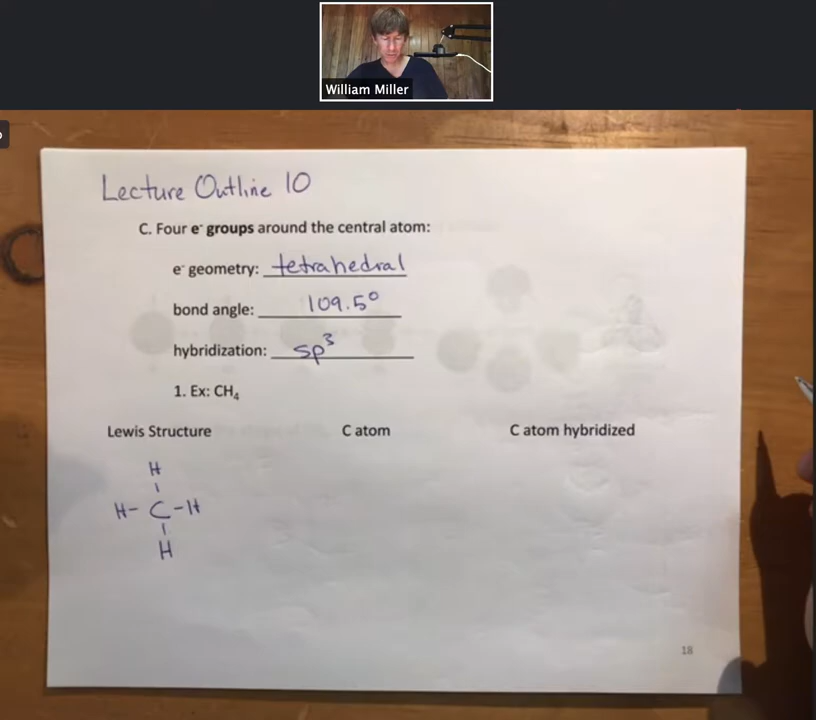 William Miller
Lecture Outline 10
C. Four e⁻ groups around the central atom:
e⁻ geometry: tetrahedral
bond angle: 109.5°
hybridization: sp³
1. Ex: CH₄
Lewis Structure C atom C atom hybridized
H
H- C -H
H
18